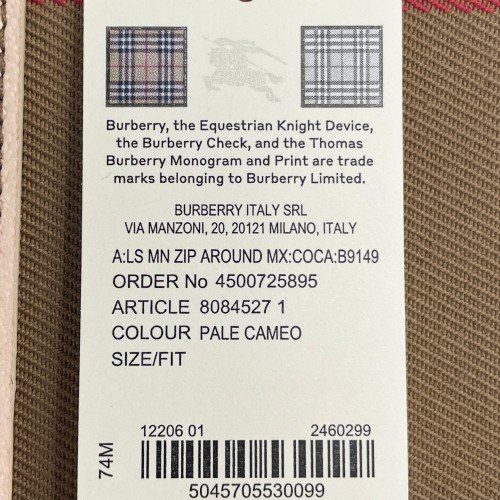 Burberry, the Equestrian Knight Device,
the Burberry Check, and the Thomas
Burberry Monogram and Print are trade
marks belonging to Burberry Limited.
BURBERRY ITALY SRL
VIA MANZONI, 20, 20121 MILANO, ITALY
A:LS MN ZIP AROUND MX:COCA:B9149
ORDER No 4500725895
ARTICLE 8084527 1
COLOUR PALE CAMEO
SIZE/FIT
12206 01 2460299
74M
5045705530099